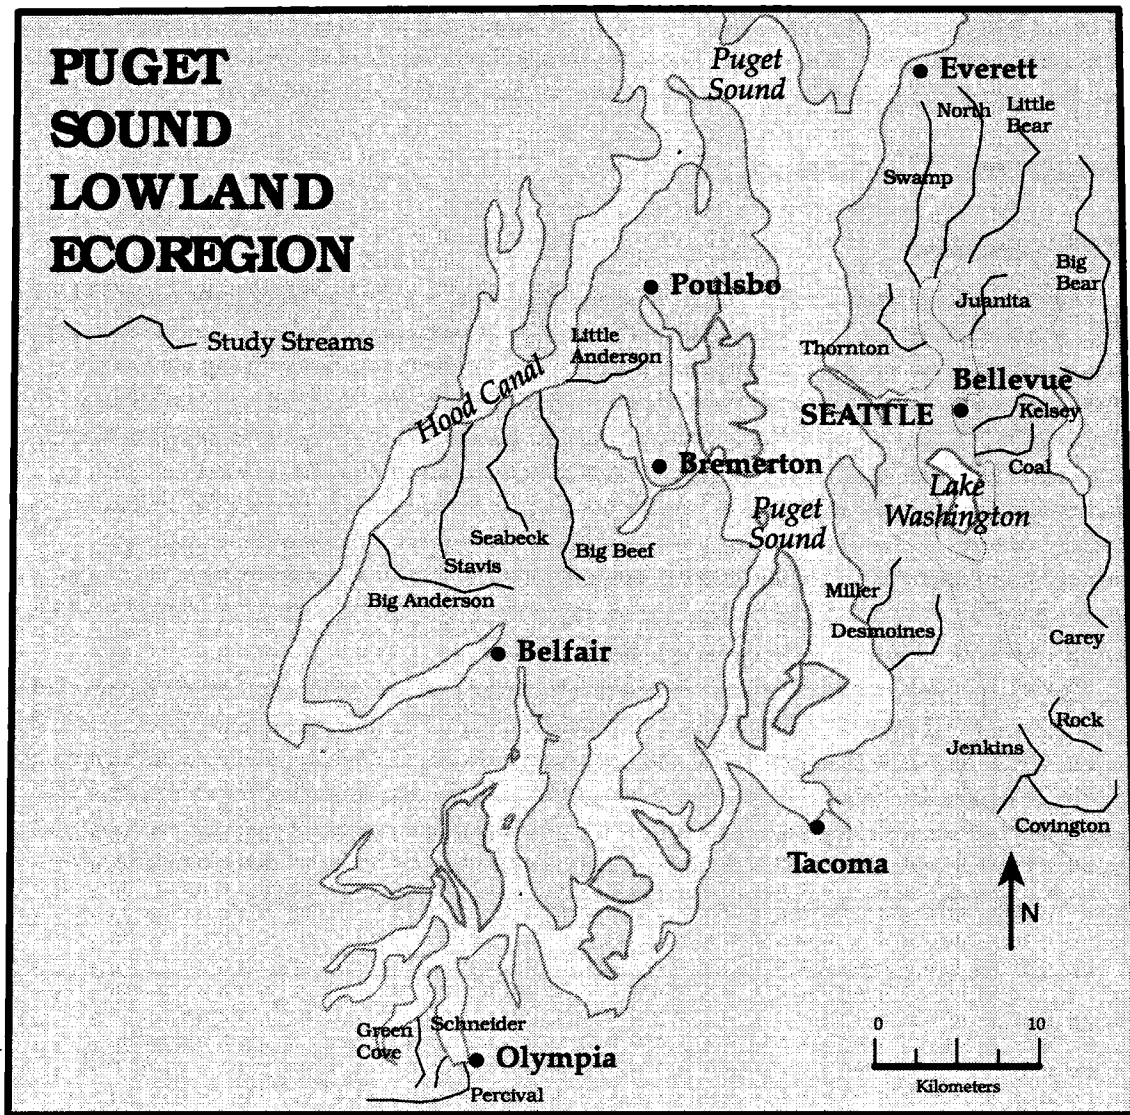 PUGET
SOUND
LOWLAND
ECOREGION
Study Streams
Puget
Sound
Everett
North
Little
Bear
Swamp
Big
Bear
Poulsbo
Juanita
Little
Anderson
Thornton
Hood Canal
Bellevue
SEATTLE
Kelsey
Bremerton
Coal
Lake
Washington
Puget
Sound
Seabeck
Big Beef
Stavis
Big Anderson
Miller
Desmoines
Carey
Belfair
Rock
Jenkins
Covington
Tacoma
N
Green
Cove
Schneider
Olympia
Percival
0
10
Kilometers